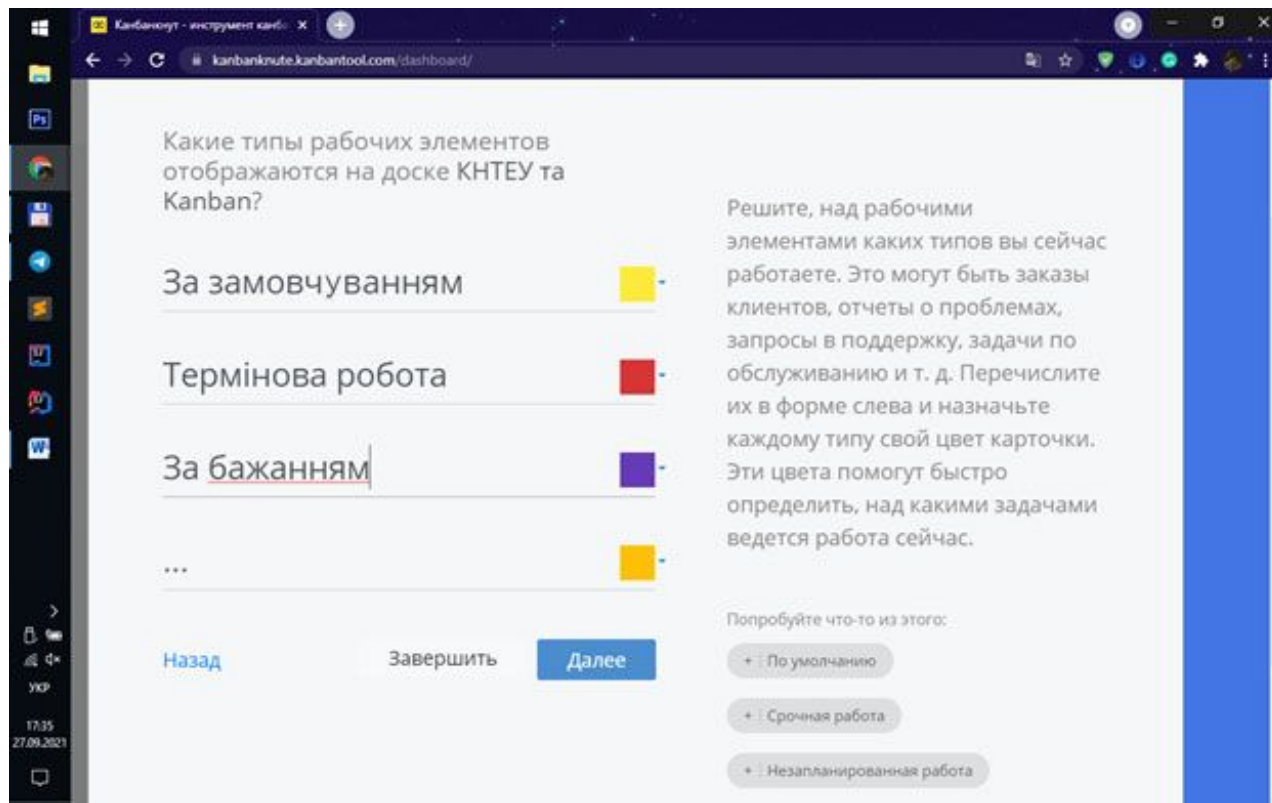 Канбанкнут - инструмент канб
kanbanknute.kanbantool.com/dashboard/
Какие типы рабочих элементов
отображаются на доске КНТЕУ та
Kanban?
За замовчуванням
Термінова робота
За бажанням
...
Назад
Завершить
Далее
Решите, над рабочими
элементами каких типов вы сейчас
работаете. Это могут быть заказы
клиентов, отчеты о проблемах,
запросы в поддержку, задачи по
обслуживанию и т. д. Перечислите
их в форме слева и назначьте
каждому типу свой цвет карточки.
Эти цвета помогут быстро
определить, над какими задачами
ведется работа сейчас.
Попробуйте что-то из этого:
+ По умолчанию
+ Срочная работа
+ Незапланированная работа
Ps
W
УКР
17:35
27.09.2021